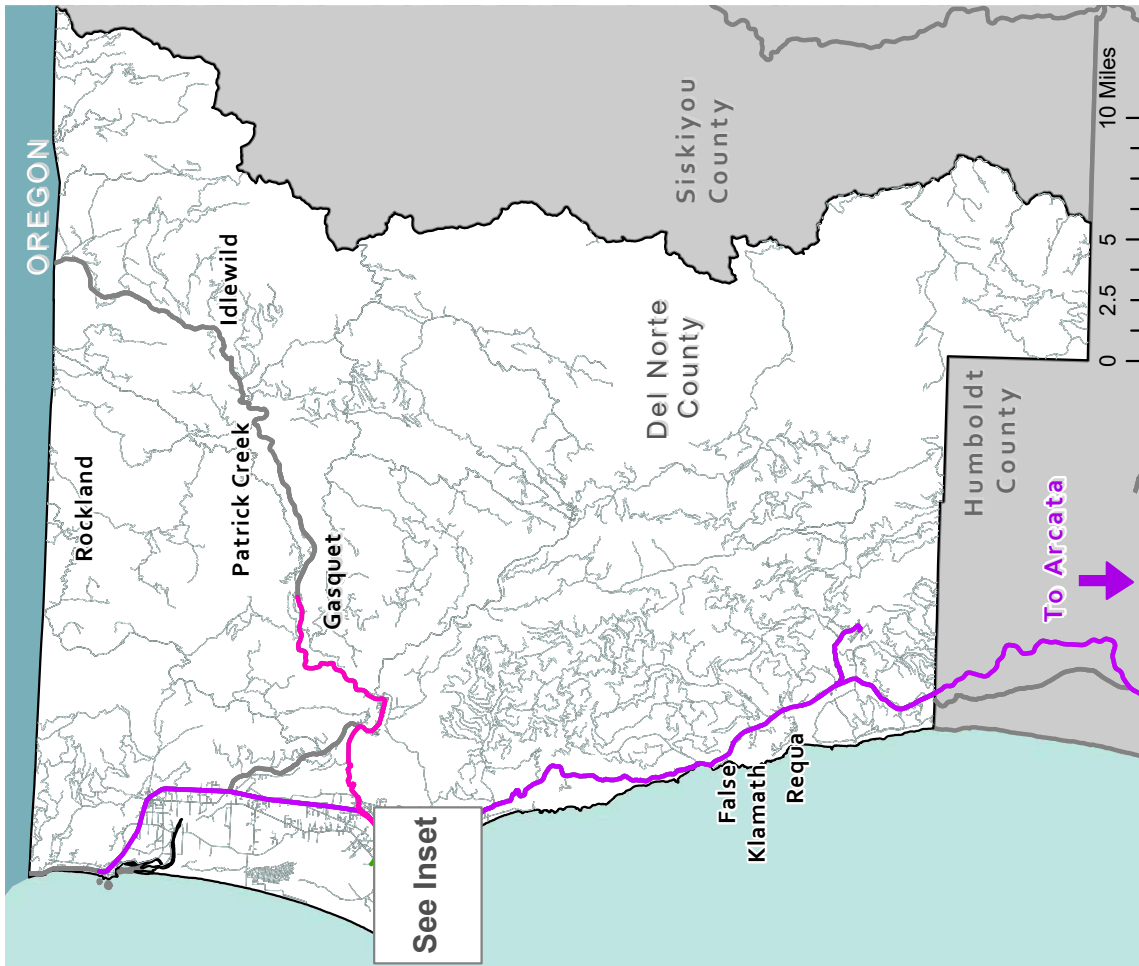 OREGON
Rockland
Idlewild
Patrick Creek
Gasquet
Siskiyou
County
Del Norte
County
See Inset
False
Klamath
Requa
Humboldt
County
To Arcata
0 2.5 5 10 Miles